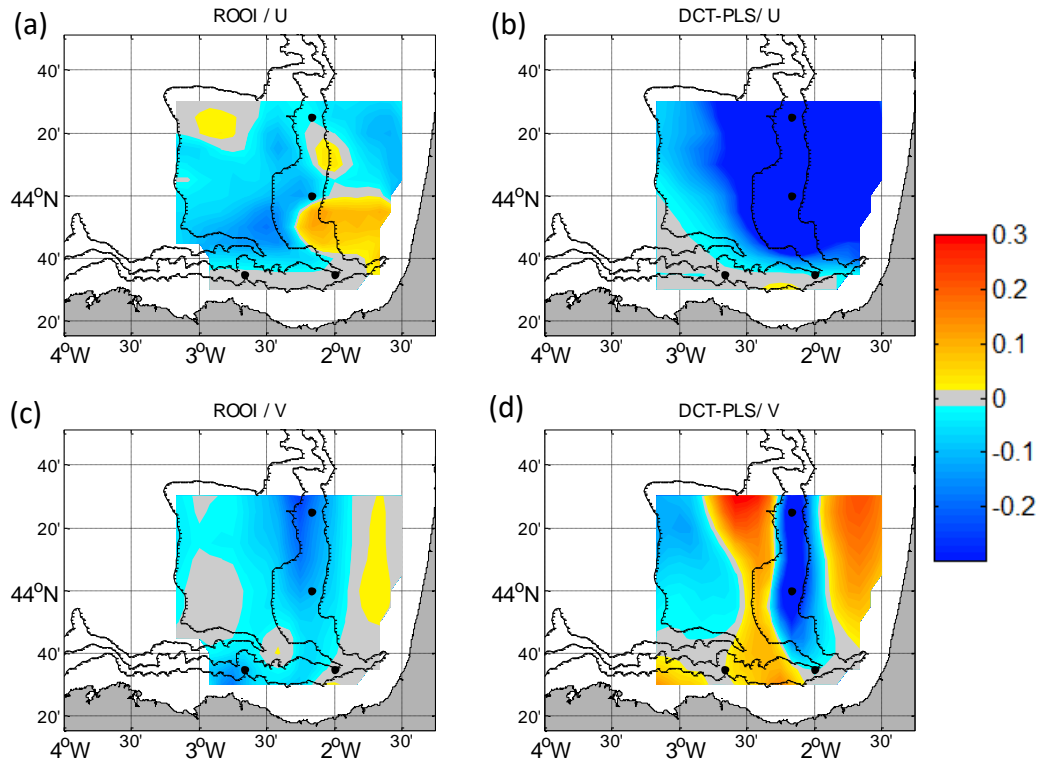 (a) ROOI / U
(b) DCT-PLS/ U
40'
20'
44°N
40'
20'
4°W 30' 3°W 30' 2°W 30'
40'
20'
44°N
40'
20'
4°W 30' 3°W 30' 2°W 30'
0.3
0.2
0.1
0
-0.1
-0.2
(c) ROOI / V
(d) DCT-PLS/ V
40'
20'
44°N
40'
20'
4°W 30' 3°W 30' 2°W 30'
40'
20'
44°N
40'
20'
4°W 30' 3°W 30' 2°W 30'